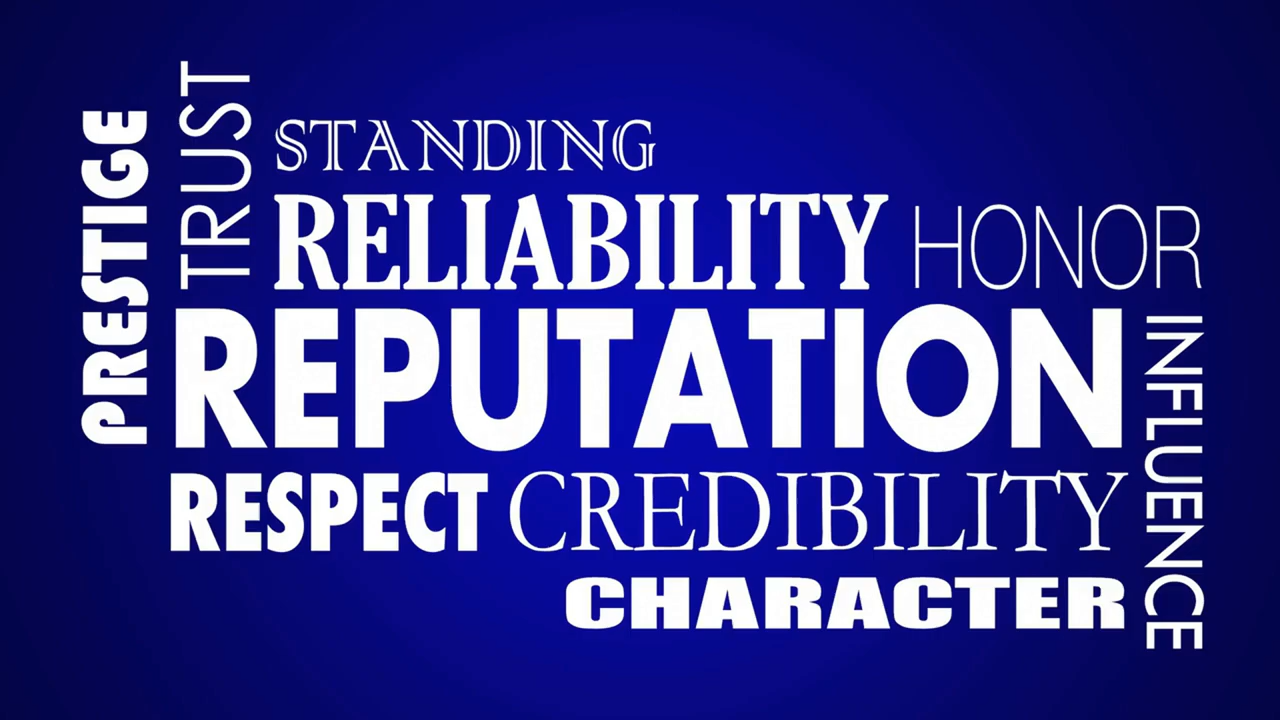 PRESTIGE
TRUST
STANDING
RELIABILITY HONOR
REPUTATION
INFLUENCE
RESPECT CREDIBILITY
CHARACTER